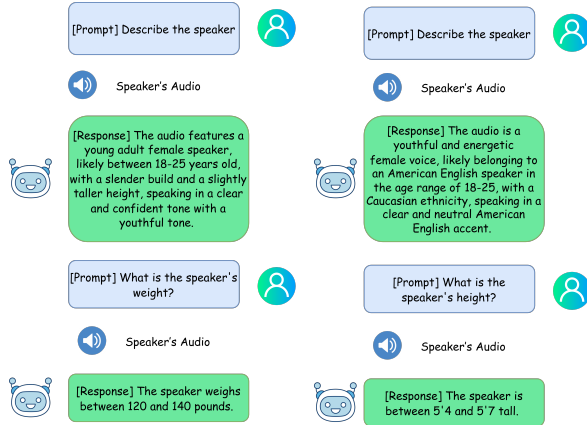 [Prompt] Describe the speaker
Speaker's Audio
[Response] The audio features a
young adult female speaker,
likely between 18-25 years old,
with a slender build and a slightly
taller height, speaking in a clear
and confident tone with a
youthful tone.
[Prompt] What is the speaker's
weight?
Speaker's Audio
[Response] The speaker weighs
between 120 and 140 pounds.
[Prompt] Describe the speaker
Speaker's Audio
[Response] The audio is a
youthful and energetic
female voice, likely belonging to
an American English speaker in
the age range of 18-25, with a
Caucasian ethnicity, speaking in a
clear and neutral American
English accent.
[Prompt] What is the
speaker's height?
Speaker's Audio
[Response] The speaker is
between 5'4 and 5'7 tall.